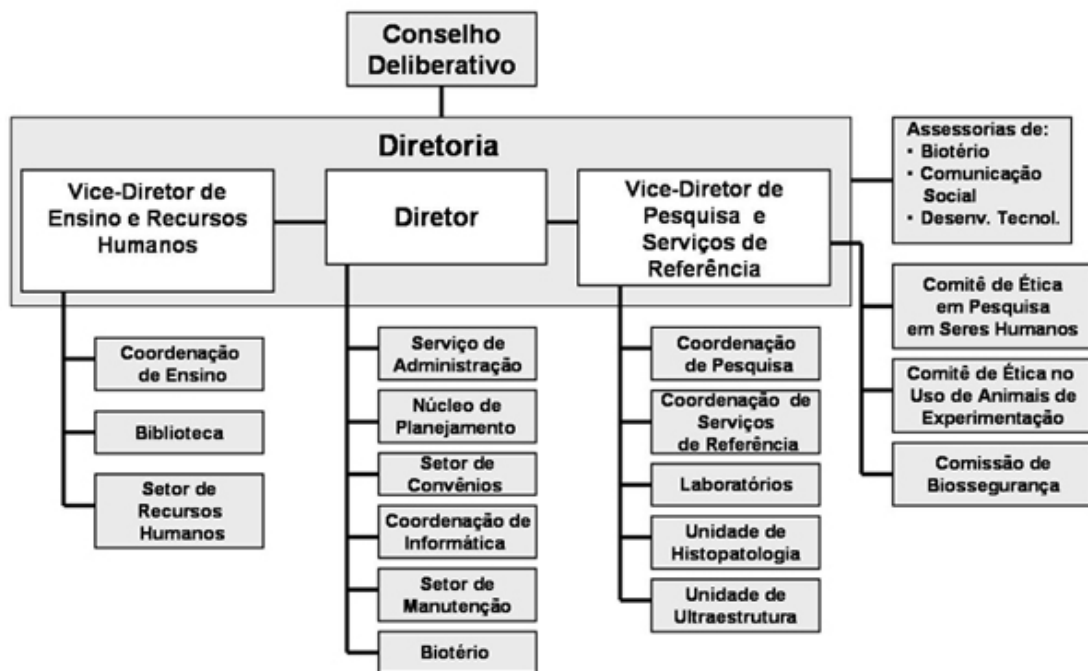 Conselho
Deliberativo
Diretoria
Vice-Diretor de
Ensino e Recursos
Humanos
Diretor
Vice-Diretor de
Pesquisa e
Serviços de
Referência
Assessorias de:
▪ Biotério
▪ Comunicação
Social
▪ Desenv. Tecnol.
Coordenação
de Ensino
Biblioteca
Setor de
Recursos
Humanos
Serviço de
Administração
Núcleo de
Planejamento
Setor de
Convênios
Coordenação de
Informática
Setor de
Manutenção
Biotério
Coordenação
de Pesquisa
Coordenação de
Serviços
de Referência
Laboratórios
Unidade de
Histopatologia
Unidade de
Ultraestrutura
Comitê de Ética
em Pesquisa
em Seres Humanos
Comitê de Ética no
Uso de Animais de
Experimentação
Comissão de
Biossegurança